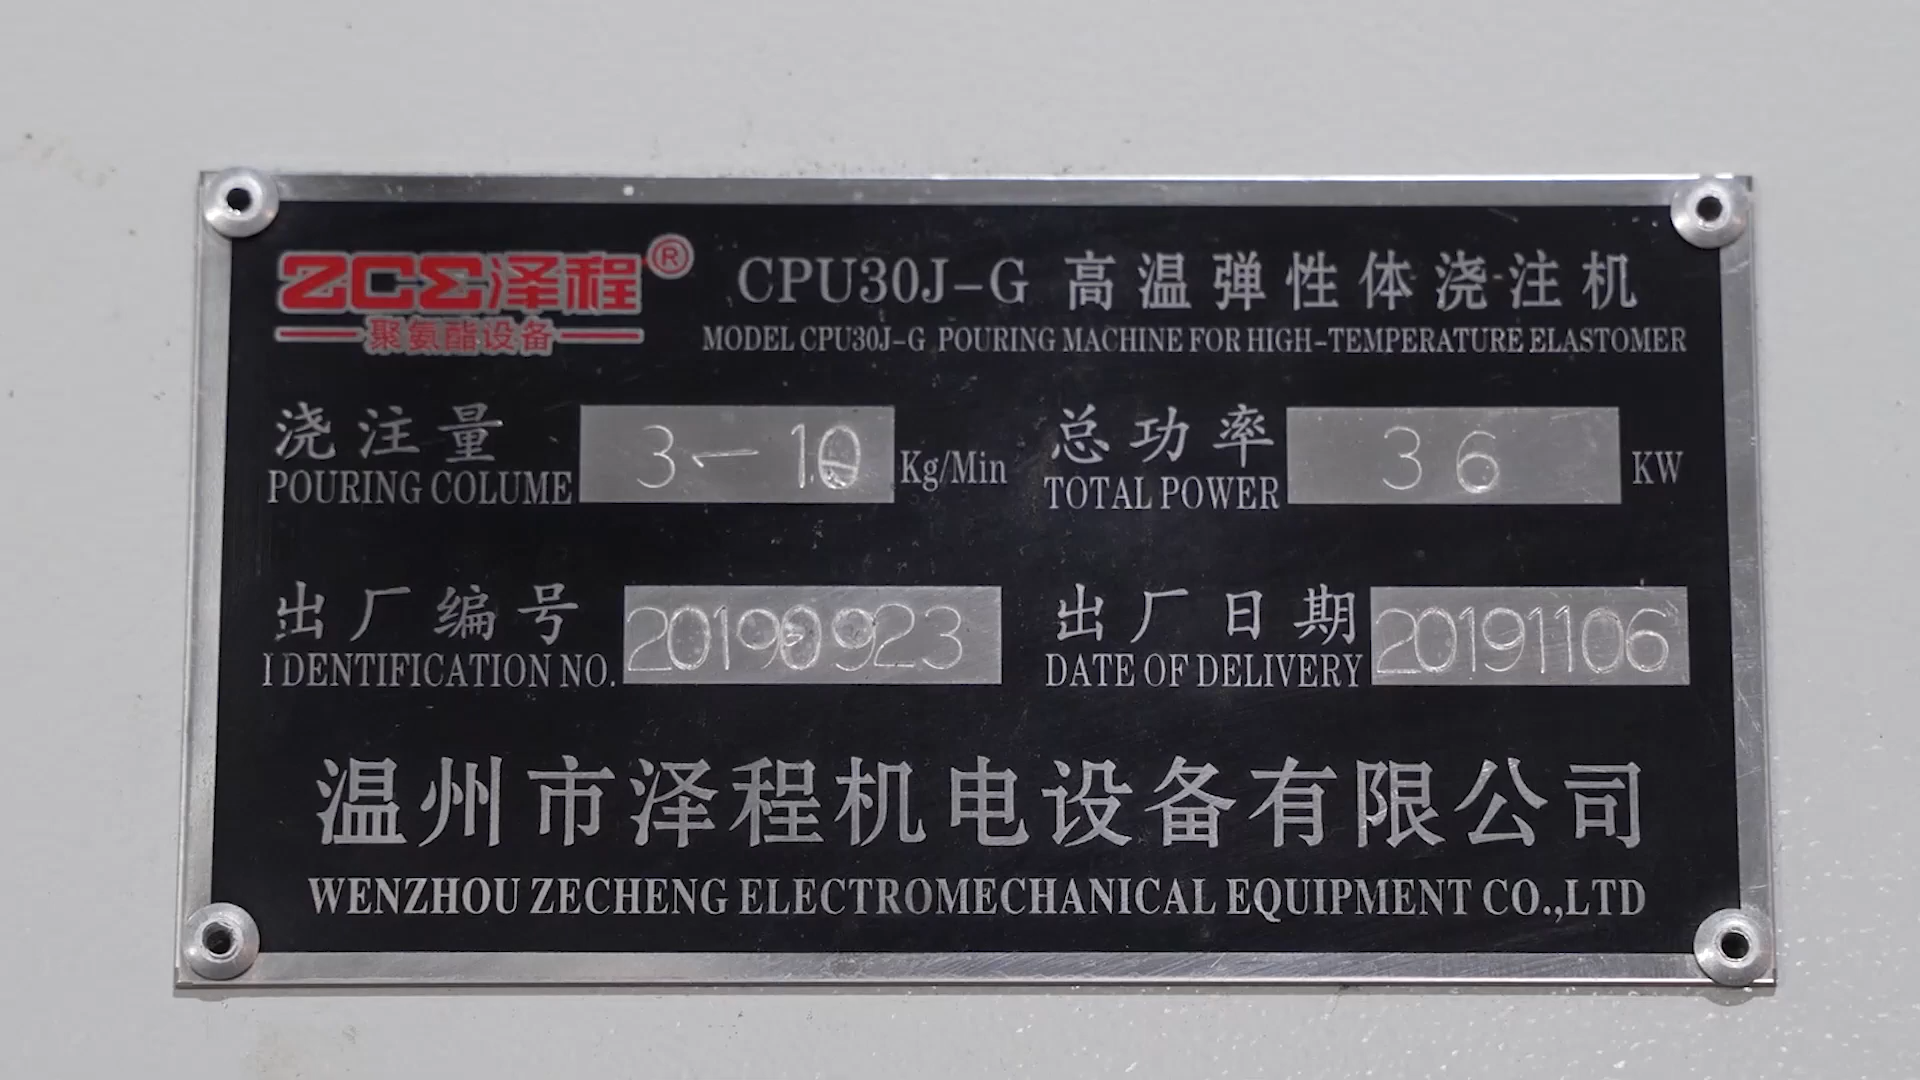 ZCE泽程®
聚氨酯设备
CPU30J-G 高温弹性体浇注机
MODEL CPU30J-G POURING MACHINE FOR HIGH-TEMPERATURE ELASTOMER
浇注量 3-10 Kg/Min 总功率 36 KW
POURING COLUME TOTAL POWER
出厂编号 20190923 出厂日期 20191106
IDENTIFICATION NO. DATE OF DELIVERY
温州市泽程机电设备有限公司
WENZHOU ZECHENG ELECTROMECHANICAL EQUIPMENT CO.,LTD